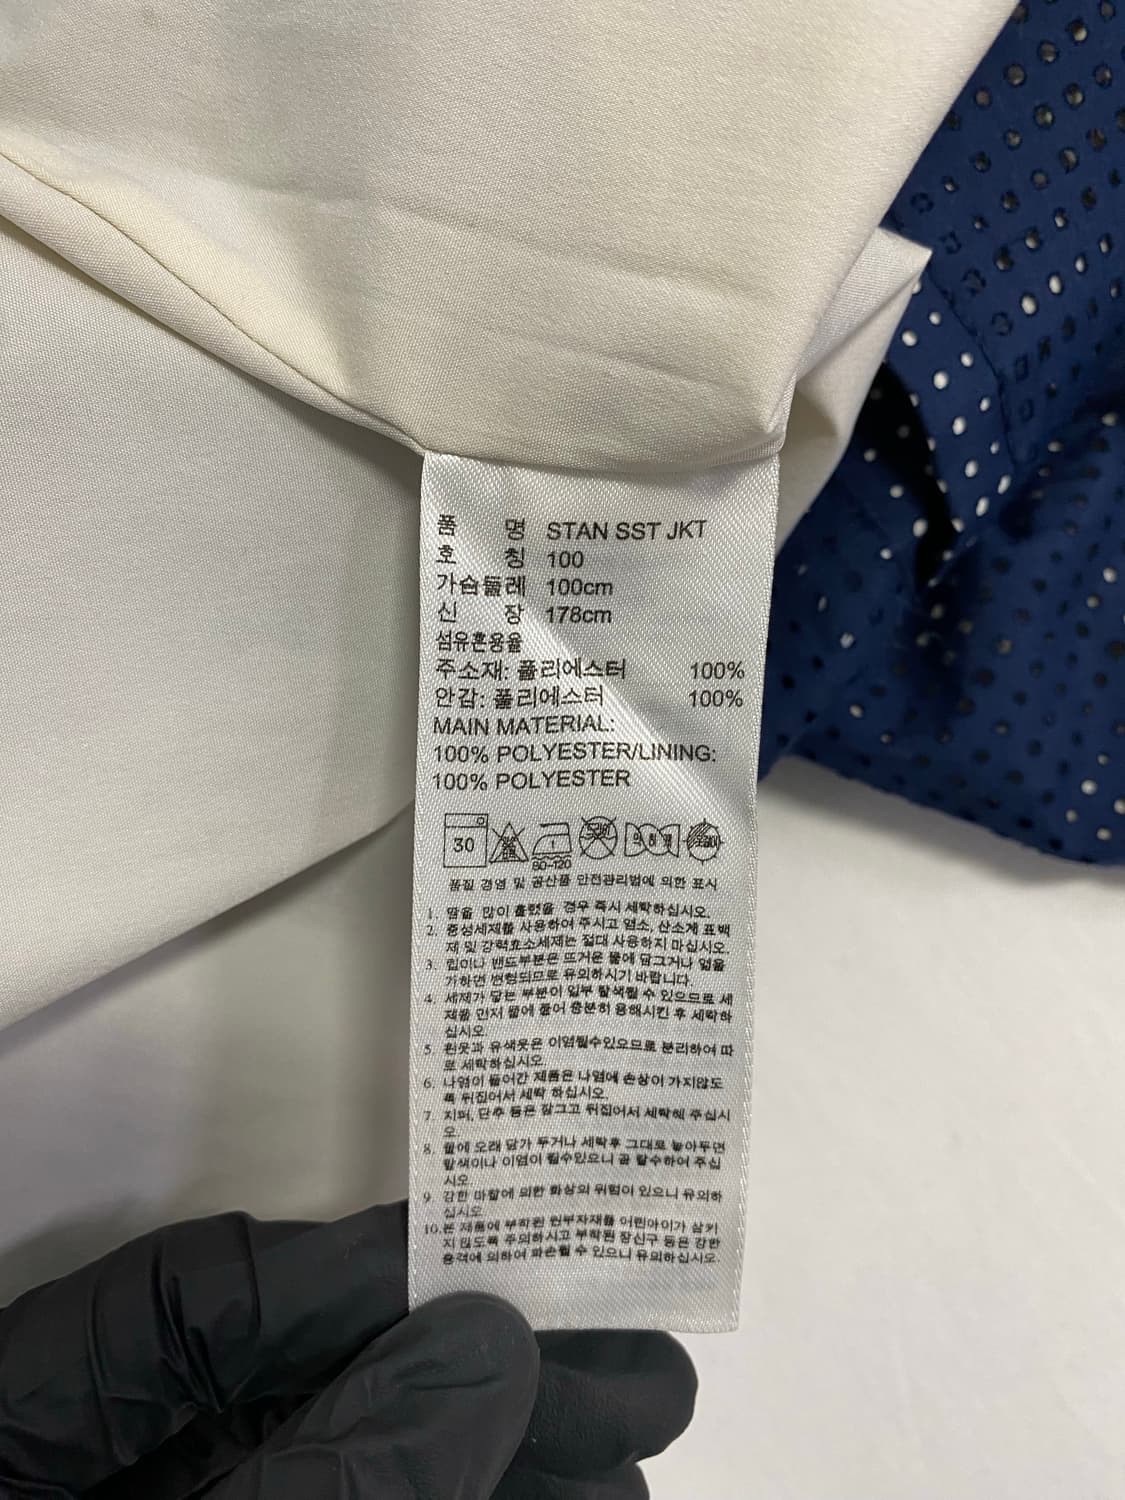 품 명 STAN SST JKT
호 칭 100
가슴둘레 100cm
신 장 178cm
섬유혼용율
주소재: 폴리에스터 100%
안감: 폴리에스터 100%
MAIN MATERIAL:
100% POLYESTER/LINING:
100% POLYESTER
30
1
80~120
품질 경영 및 공산품 안전관리법에 의한 표시
1. 땀을 많이 흘렸을 경우 즉시 세탁하십시오.
2. 중성세제를 사용하여 주시고 염소, 산소계 표백
제 및 강력효소세제는 절대 사용하지 마십시오.
3. 립이나 밴드부분은 뜨거운 물에 담그거나 열을
가하면 변형되므로 유의하시기 바랍니다.
4. 세제가 닿는 부분이 일부 탈색될 수 있으므로 세
제를 먼저 물에 풀어 충분히 용해시킨 후 세탁하
십시오.
5. 흰옷과 유색옷은 이염될수있으므로 분리하여 따
로 세탁하십시오.
6. 나염이 들어간 제품은 나염에 손상이 가지않도
록 뒤집어서 세탁 하십시오.
7. 지퍼, 단추 등은 잠그고 뒤집어서 세탁해 주십시
오.
8. 물에 오래 담가 두거나 세탁후 그대로 놓아두면
탈색이나 이염이 될수있으니 곧 탈수하여 주십
시오.
9. 강한 마찰에 의한 화상의 위험이 있으니 유의하
십시오.
10. 본 제품에 부착된 원부자재를 어린아이가 삼키
지 않도록 주의하시고 부착된 장신구 등은 강한
충격에 의하여 파손될 수 있으니 유의하십시오.